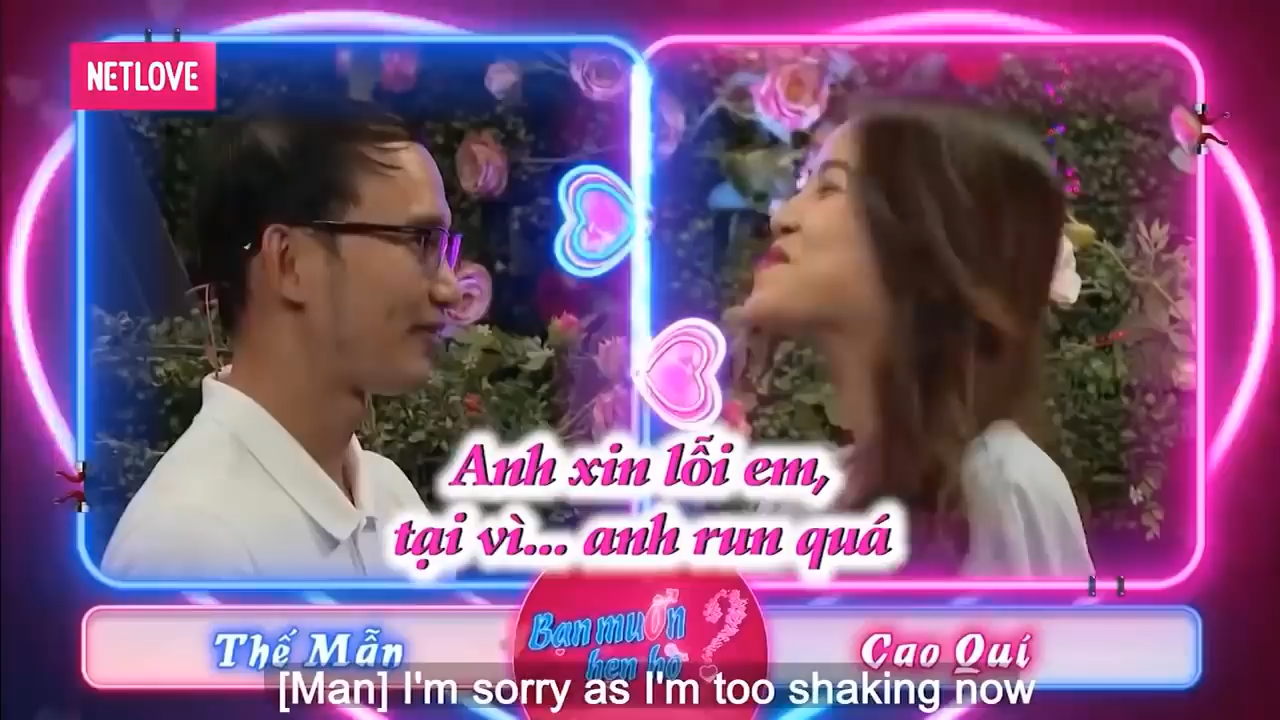 NETLOVE
Anh xin lỗi em,
tại vì... anh run quá
Thế Mẫn
Bạn muốn
hẹn hò
?
Cao Quí
[Man] I'm sorry as I'm too shaking now